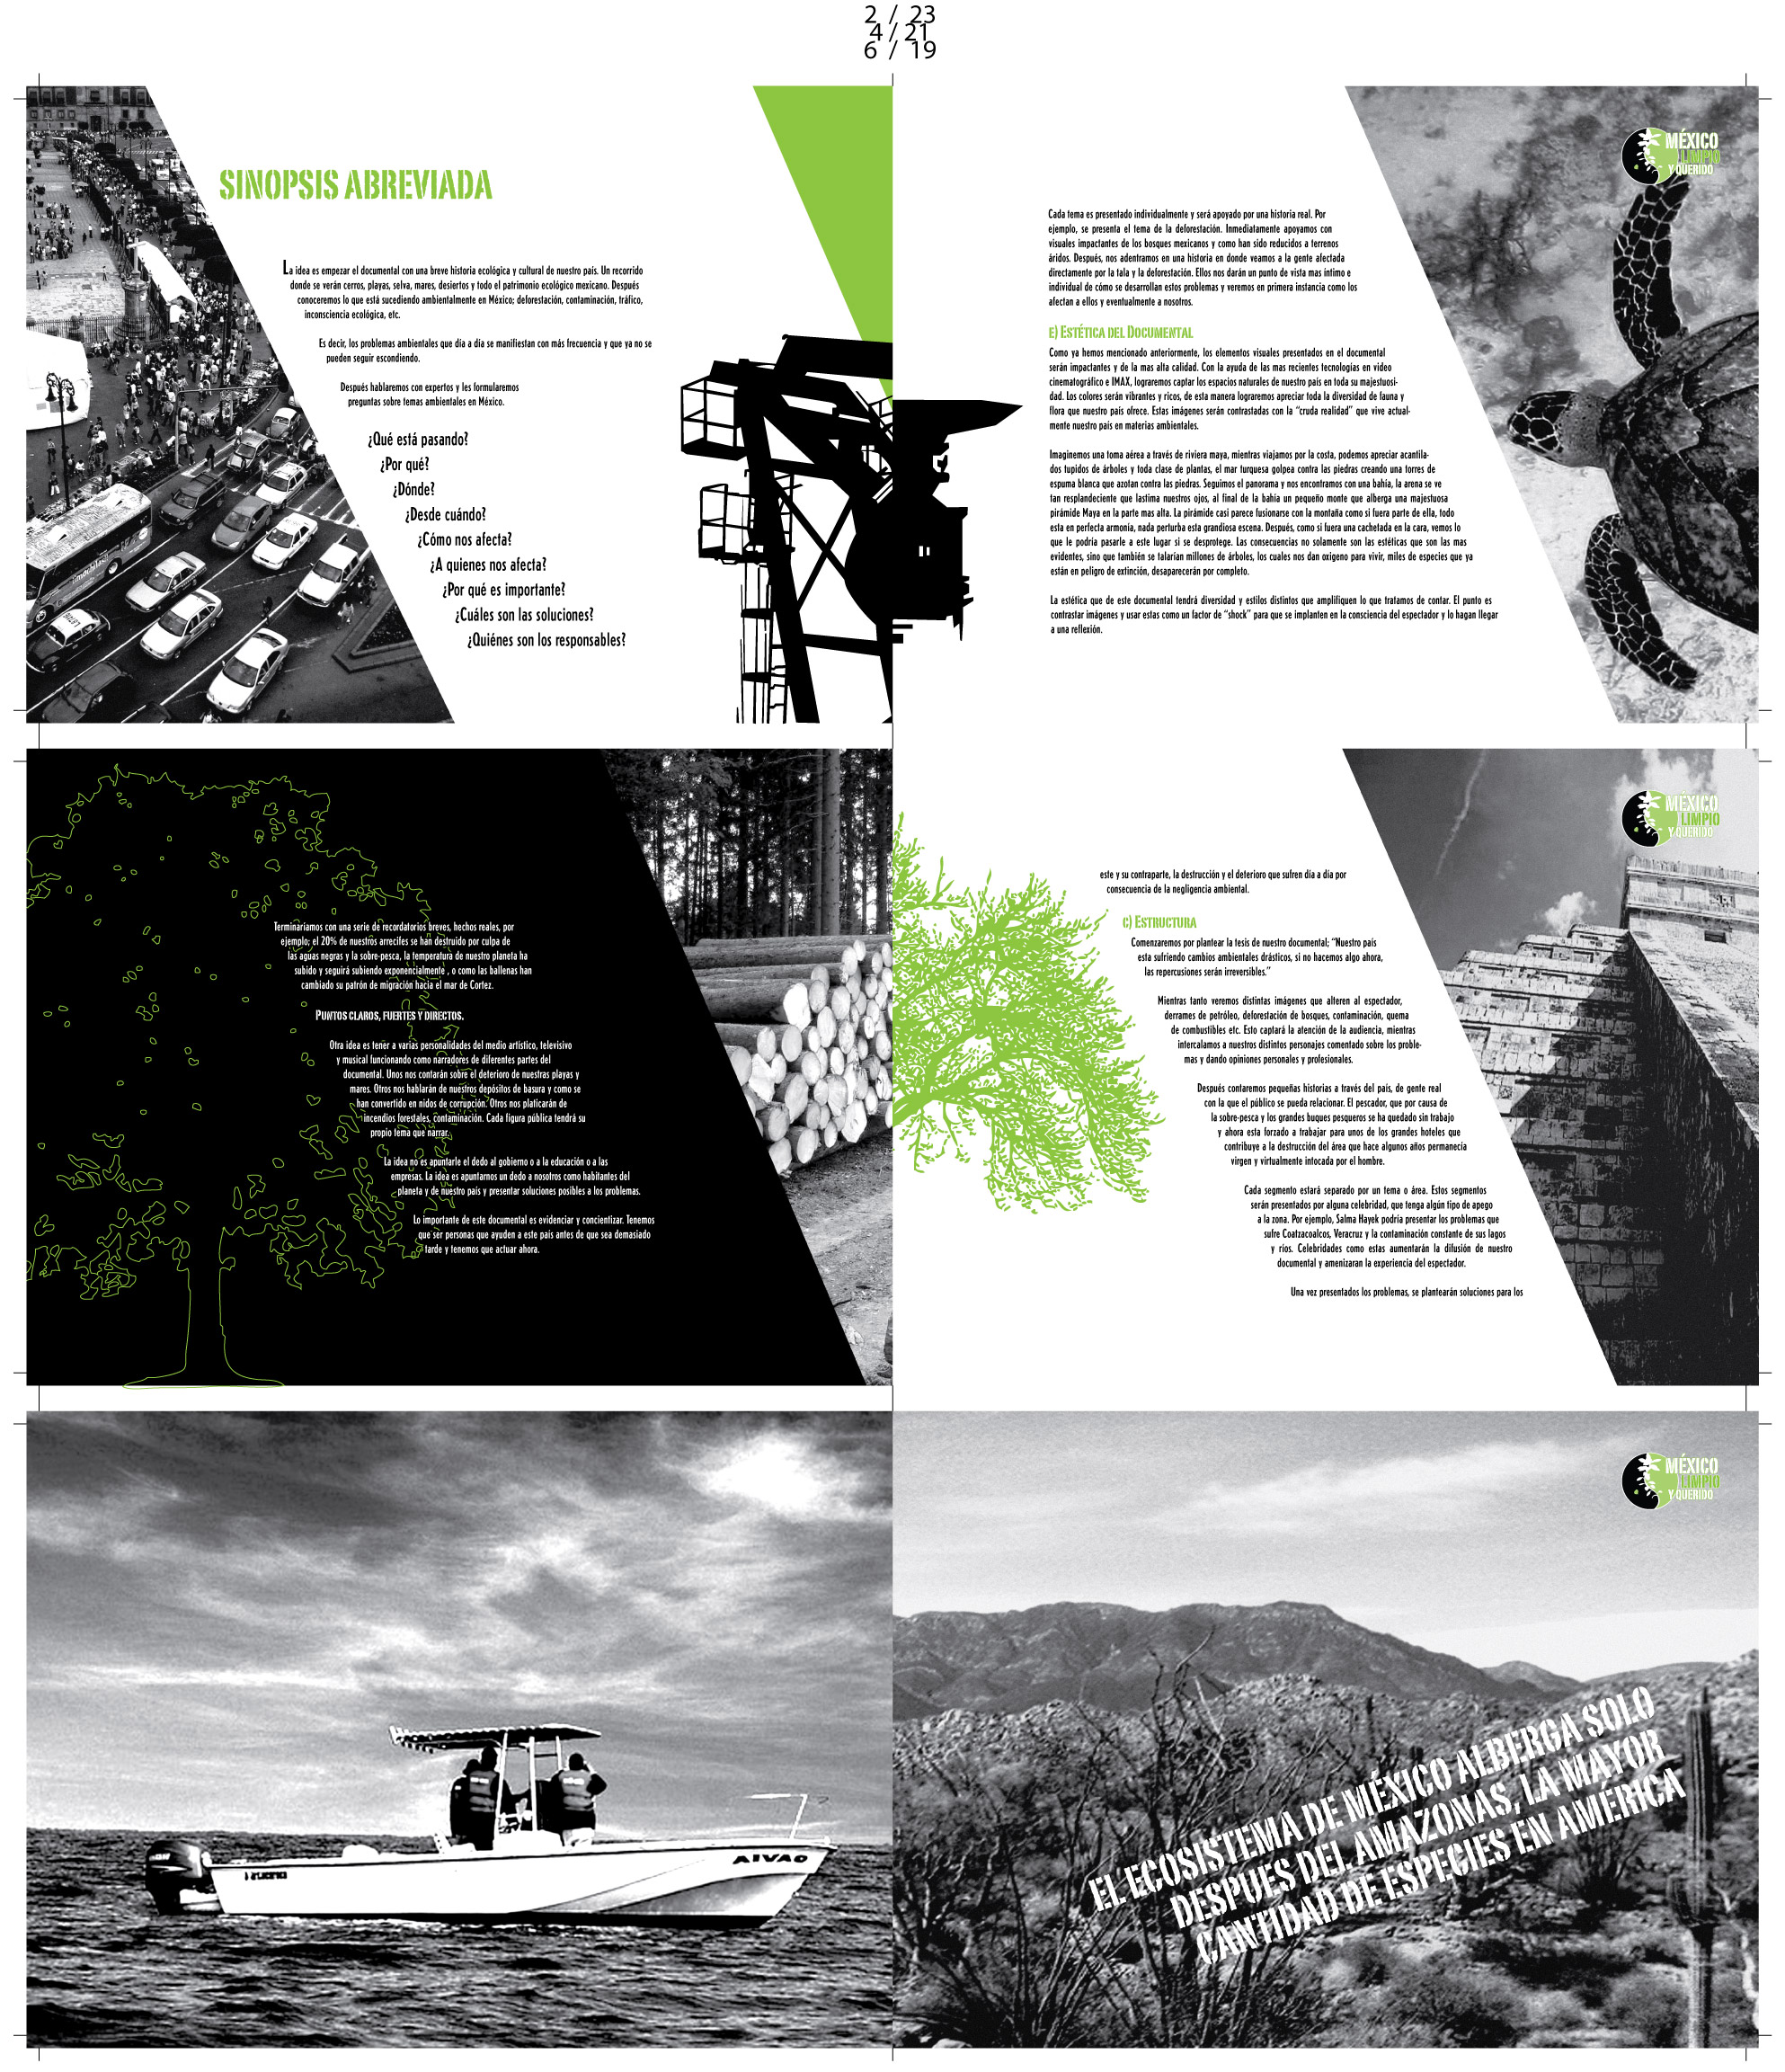 2 / 23
4 / 21
6 / 19
SINOPSIS ABREVIADA
La idea es empezar el documental con una breve historia ecológica y cultural de nuestro país. Un recorrido
donde se verán cerros, playas, selva, mares, desiertos y todo el patrimonio ecológico mexicano. Después
conoceremos lo que está sucediendo ambientalmente en México; deforestación, contaminación, tráfico,
inconsciencia ecológica, etc.
Es decir, los problemas ambientales que día a día se manifiestan con más frecuencia y que ya no se
pueden seguir escondiendo.
Después hablaremos con expertos y les formularemos
preguntas sobre temas ambientales en México.
¿Qué está pasando?
¿Por qué?
¿Dónde?
¿Desde cuándo?
¿Cómo nos afecta?
¿A quienes nos afecta?
¿Por qué es importante?
¿Cuáles son las soluciones?
¿Quiénes son los responsables?
MÉXICO
LIMPIO
Y QUERIDO
Cada tema es presentado individualmente y será apoyado por una historia real. Por
ejemplo, se presenta el tema de la deforestación. Inmediatamente apoyamos con
visuales impactantes de los bosques mexicanos y como han sido reducidos a terrenos
áridos. Después, nos adentramos en una historia en donde veamos a la gente afectada
directamente por la tala y la deforestación. Ellos nos darán un punto de vista mas íntimo e
individual de cómo se desarrollan estos problemas y veremos en primera instancia como los
afectan a ellos y eventualmente a nosotros.
E) ESTÉTICA DEL DOCUMENTAL
Como ya hemos mencionado anteriormente, los elementos visuales presentados en el documental
serán impactantes y de la mas alta calidad. Con la ayuda de las mas recientes tecnologías en video
cinematográfico e IMAX, lograremos captar los espacios naturales de nuestro país en toda su majestuosi-
dad. Los colores serán vibrantes y ricos, de esta manera lograremos apreciar toda la diversidad de fauna y
flora que nuestro país ofrece. Estas imágenes serán contrastadas con la "cruda realidad" que vive actual-
mente nuestro país en materias ambientales.
Imaginemos una toma aérea a través de riviera maya, mientras viajamos por la costa, podemos apreciar acantila-
dos tupidos de árboles y toda clase de plantas, el mar turquesa golpea contra las piedras creando una torres de
espuma blanca que azotan contra las piedras. Seguimos el panorama y nos encontramos con una bahía, la arena se ve
tan resplandeciente que lastima nuestros ojos, al final de la bahía un pequeño monte que alberga una majestuosa
pirámide Maya en la parte mas alta. La pirámide casi parece fusionarse con la montaña como si fuera parte de ella, todo
esta en perfecta armonía, nada perturba esta grandiosa escena. Después, como si fuera una cachetada en la cara, vemos lo
que le podría pasarle a este lugar si se desprotege. Las consecuencias no solamente son las estéticas que son las mas
evidentes, sino que también se talarían millones de árboles, los cuales nos dan oxigeno para vivir, miles de especies que ya
están en peligro de extinción, desaparecerán por completo.
La estética que de este documental tendrá diversidad y estilos distintos que amplifiquen lo que tratamos de contar. El punto es
contrastar imágenes y usar estas como un factor de "shock" para que se implanten en la consciencia del espectador y lo hagan llegar
a una reflexión.
Terminaríamos con una serie de recordatorios breves, hechos reales, por
ejemplo; el 20% de nuestros arrecifes se han destruido por culpa de
las aguas negras y la sobre-pesca, la temperatura de nuestro planeta ha
subido y seguirá subiendo exponencialmente , o como las ballenas han
cambiado su patrón de migración hacia el mar de Cortez.
PUNTOS CLAROS, FUERTES Y DIRECTOS.
Otra idea es tener a varias personalidades del medio artístico, televisivo
y musical funcionando como narradores de diferentes partes del
documental. Unos nos contarán sobre el deterioro de nuestras playas y
mares. Otros nos hablarán de nuestros depósitos de basura y como se
han convertido en nidos de corrupción. Otros nos platicarán de
incendios forestales, contaminación. Cada figura pública tendrá su
propio tema que narrar.
La idea no es apuntarle el dedo al gobierno o a la educación o a las
empresas. La idea es apuntarnos un dedo a nosotros como habitantes del
planeta y de nuestro país y presentar soluciones posibles a los problemas.
Lo importante de este documental es evidenciar y concientizar. Tenemos
que ser personas que ayuden a este país antes de que sea demasiado
tarde y tenemos que actuar ahora.
MÉXICO
LIMPIO
Y QUERIDO
este y su contraparte, la destrucción y el deterioro que sufren día a día por
consecuencia de la negligencia ambiental.
C) ESTRUCTURA
Comenzaremos por plantear la tesis de nuestro documental; "Nuestro país
esta sufriendo cambios ambientales drásticos, si no hacemos algo ahora,
las repercusiones serán irreversibles."
Mientras tanto veremos distintas imágenes que alteren al espectador,
derrames de petróleo, deforestación de bosques, contaminación, quema
de combustibles etc. Esto captará la atención de la audiencia, mientras
intercalamos a nuestros distintos personajes comentado sobre los proble-
mas y dando opiniones personales y profesionales.
Después contaremos pequeñas historias a través del país, de gente real
con la que el público se pueda relacionar. El pescador, que por causa de
la sobre-pesca y los grandes buques pesqueros se ha quedado sin trabajo
y ahora esta forzado a trabajar para unos de los grandes hoteles que
contribuye a la destrucción del área que hace algunos años permanecía
virgen y virtualmente intocada por el hombre.
Cada segmento estará separado por un tema o área. Estos segmentos
serán presentados por alguna celebridad, que tenga algún tipo de apego
a la zona. Por ejemplo, Salma Hayek podría presentar los problemas que
sufre Coatzacoalcos, Veracruz y la contaminación constante de sus lagos
y ríos. Celebridades como estas aumentarán la difusión de nuestro
documental y amenizaran la experiencia del espectador.
Una vez presentados los problemas, se plantearán soluciones para los
AIVAO
MÉXICO
LIMPIO
Y QUERIDO
EL ECOSISTEMA DE MÉXICO ALBERGA SOLO
DESPUES DEL AMAZONAS, LA MAYOR
CANTIDAD DE ESPECIES EN AMÉRICA